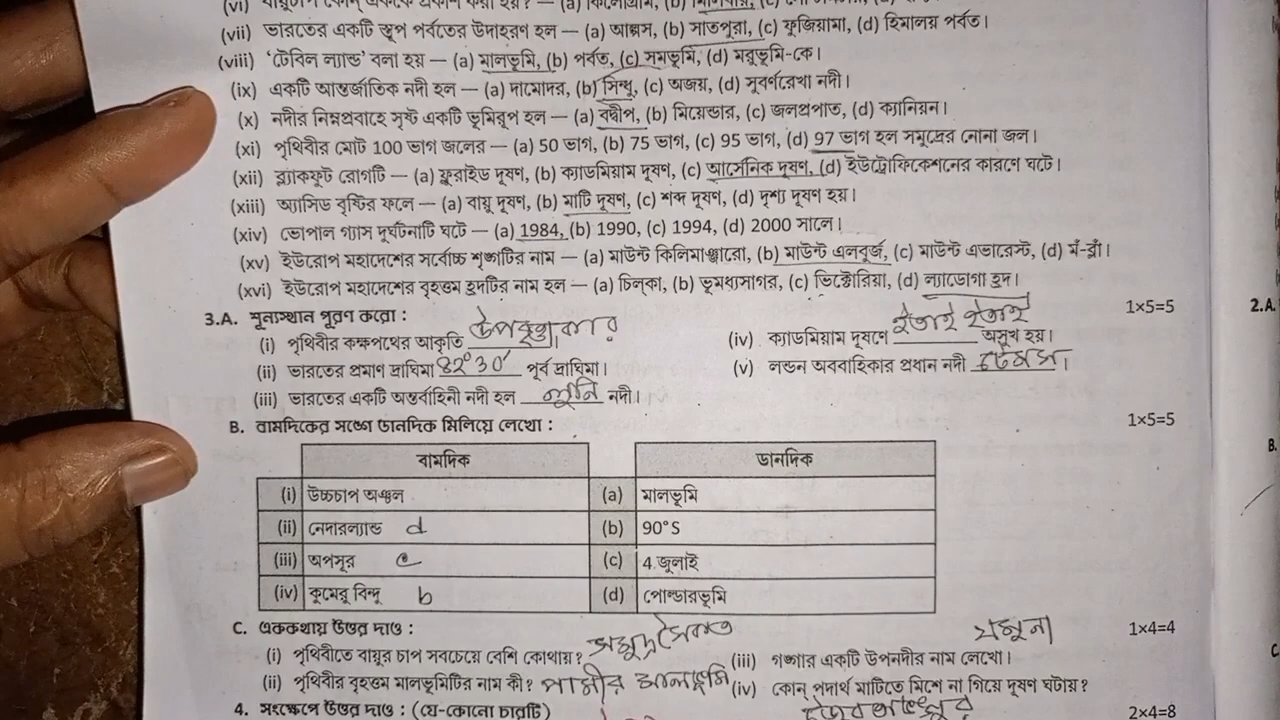 (vi) বায়ুচাপ কোন্ এককে প্রকাশ করা হয়? — (a) কিলোগ্রাম, (b) মিলিবার, (c)
(vii) ভারতের একটি স্তূপ পর্বতের উদাহরণ হল — (a) আল্পস, (b) সাতপুরা, (c) ফুজিয়ামা, (d) হিমালয় পর্বত।
(viii) ‘টেবিল ল্যান্ড’ বলা হয় — (a) মালভূমি, (b) পর্বত, (c) সমভূমি, (d) মরুভূমি-কে।
(ix) একটি আন্তর্জাতিক নদী হল — (a) দামোদর, (b) সিন্ধু, (c) অজয়, (d) সুবর্ণরেখা নদী।
(x) নদীর নিম্নপ্রবাহে সৃষ্ট একটি ভূমিরূপ হল — (a) বদ্বীপ, (b) মিয়েন্ডার, (c) জলপ্রপাত, (d) ক্যানিয়ন।
(xi) পৃথিবীর মোট 100 ভাগ জলের — (a) 50 ভাগ, (b) 75 ভাগ, (c) 95 ভাগ, (d) 97 ভাগ হল সমুদ্রের নোনা জল।
(xii) ব্ল্যাকফুট রোগটি — (a) ফ্লুরাইড দূষণ, (b) ক্যাডমিয়াম দূষণ, (c) আর্সেনিক দূষণ, (d) ইউট্রোফিকেশনের কারণে ঘটে।
(xiii) অ্যাসিড বৃষ্টির ফলে — (a) বায়ু দূষণ, (b) মাটি দূষণ, (c) শব্দ দূষণ, (d) দৃশ্য দূষণ হয়।
(xiv) ভোপাল গ্যাস দুর্ঘটনাটি ঘটে — (a) 1984, (b) 1990, (c) 1994, (d) 2000 সালে।
(xv) ইউরোপ মহাদেশের সর্বোচ্চ শৃঙ্গটির নাম — (a) মাউন্ট কিলিমাঞ্জারো, (b) মাউন্ট এলবুর্জ, (c) মাউন্ট এভারেস্ট, (d) মঁ-ব্লাঁ।
(xvi) ইউরোপ মহাদেশের বৃহত্তম হ্রদটির নাম হল — (a) চিল্কা, (b) ভূমধ্যসাগর, (c) ভিক্টোরিয়া, (d) ল্যাডোগা হ্রদ।
3.A. শূন্যস্থান পূরণ করো : 1×5=5 2.A.
(i) পৃথিবীর কক্ষপথের আকৃতি উপবৃত্তাকার। (iv) ক্যাডমিয়াম দূষণে ইতাই ইতাই অসুখ হয়।
(ii) ভারতের প্রমাণ দ্রাঘিমা 82°30′ পূর্ব দ্রাঘিমা। (v) লন্ডন অববাহিকার প্রধান নদী টেমস।
(iii) ভারতের একটি অন্তর্বাহিনী নদী হল লুনি নদী।
B. বামদিকের সঙ্গে ডানদিক মিলিয়ে লেখো : 1×5=5
B.
বামদিক ডানদিক
(i) উচ্চচাপ অঞ্চল (a) মালভূমি
(ii) নেদারল্যান্ড d (b) 90°S
(iii) অপসূর c (c) 4 জুলাই
(iv) কুমেরু বিন্দু b (d) পোল্ডারভূমি
C. এককথায় উত্তর দাও : 1×4=4
(i) পৃথিবীতে বায়ুর চাপ সবচেয়ে বেশি কোথায়? সমুদ্রসৈকত (iii) গঙ্গার একটি উপনদীর নাম লেখো। যমুনা
(ii) পৃথিবীর বৃহত্তম মালভূমিটির নাম কী? পামীর মালভূমি (iv) কোন্ পদার্থ মাটিতে মিশে না গিয়ে দূষণ ঘটায়?
4. সংক্ষেপে উত্তর দাও : (যে-কোনো চারটি) 2×4=8